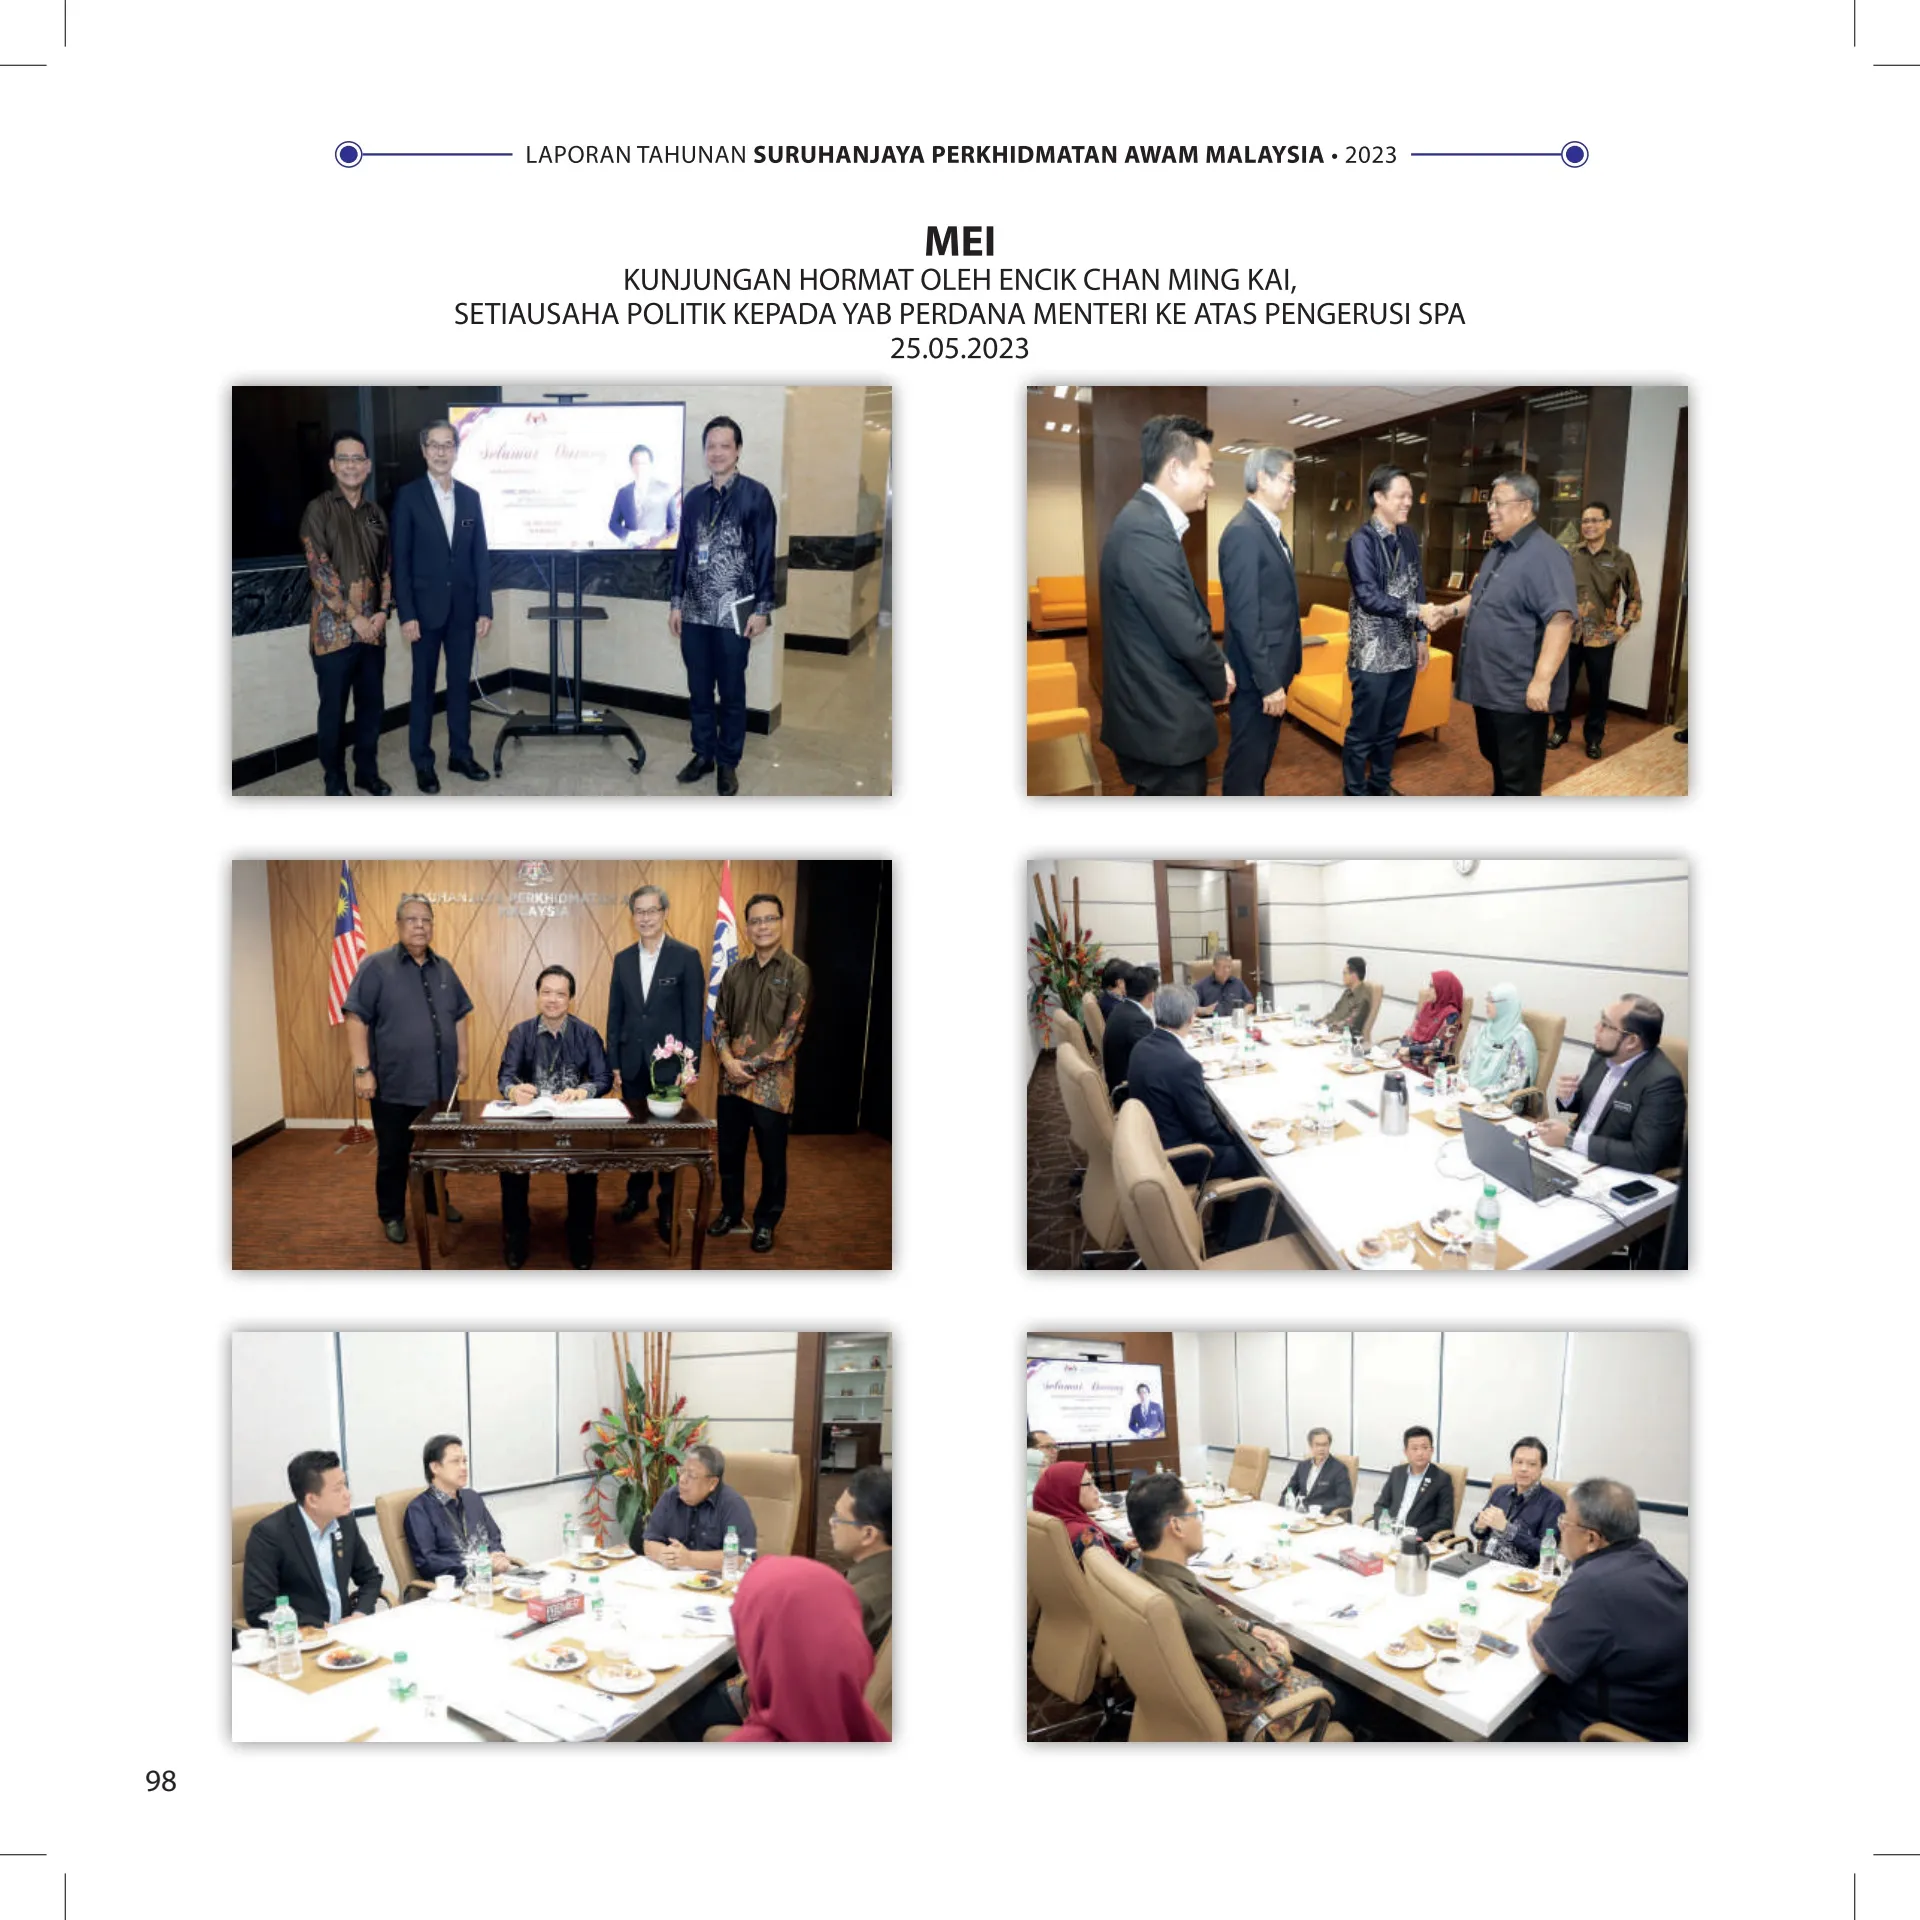 LAPORAN TAHUNAN SURUHANJAYA PERKHIDMATAN AWAM MALAYSIA • 2023
MEI
KUNJUNGAN HORMAT OLEH ENCIK CHAN MING KAI,
SETIAUSAHA POLITIK KEPADA YAB PERDANA MENTERI KE ATAS PENGERUSI SPA
25.05.2023
Selamat Datang
SURUHANJAYA PERKHIDMATAN
MALAYSIA
PREMIER
Selamat Datang
98